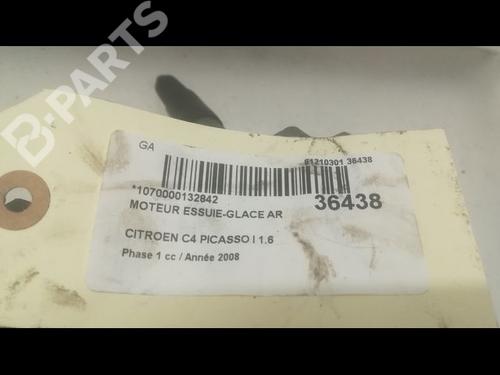 B-PARTS
GA
61210301 36438
*1070000132842
36438
MOTEUR ESSUIE-GLACE AR
CITROEN C4 PICASSO I 1.6
Phase 1 cc / Année 2008